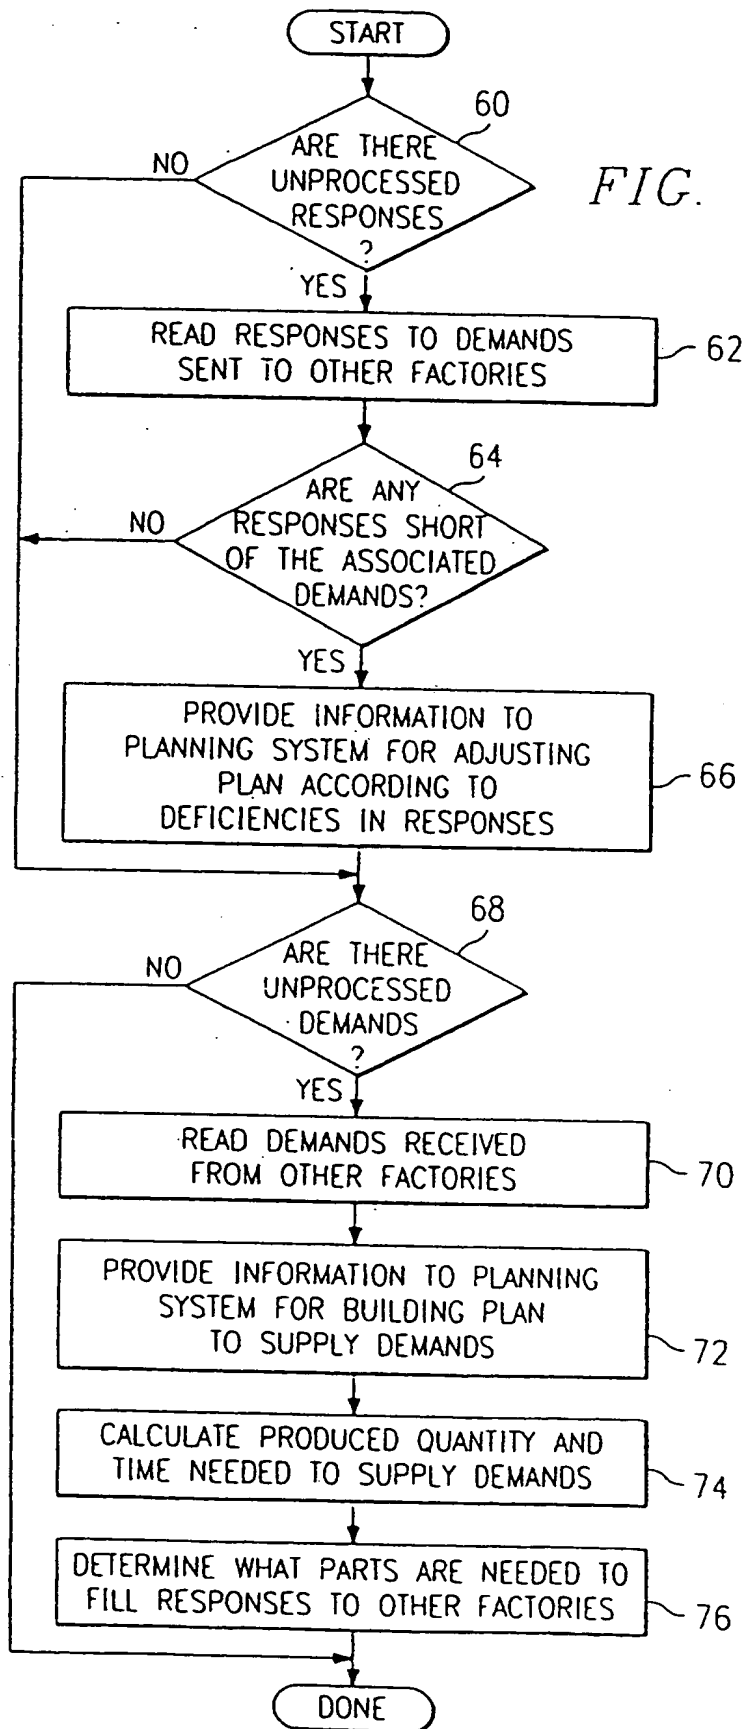 START
60
ARE THERE
UNPROCESSED
RESPONSES
?
NO
FIG.
YES
READ RESPONSES TO DEMANDS
SENT TO OTHER FACTORIES
62
64
ARE ANY
RESPONSES SHORT
OF THE ASSOCIATED
DEMANDS?
NO
YES
PROVIDE INFORMATION TO
PLANNING SYSTEM FOR ADJUSTING
PLAN ACCORDING TO
DEFICIENCIES IN RESPONSES
66
68
ARE THERE
UNPROCESSED
DEMANDS
?
NO
YES
READ DEMANDS RECEIVED
FROM OTHER FACTORIES
70
PROVIDE INFORMATION TO PLANNING
SYSTEM FOR BUILDING PLAN
TO SUPPLY DEMANDS
72
CALCULATE PRODUCED QUANTITY AND
TIME NEEDED TO SUPPLY DEMANDS
74
DETERMINE WHAT PARTS ARE NEEDED TO
FILL RESPONSES TO OTHER FACTORIES
76
DONE